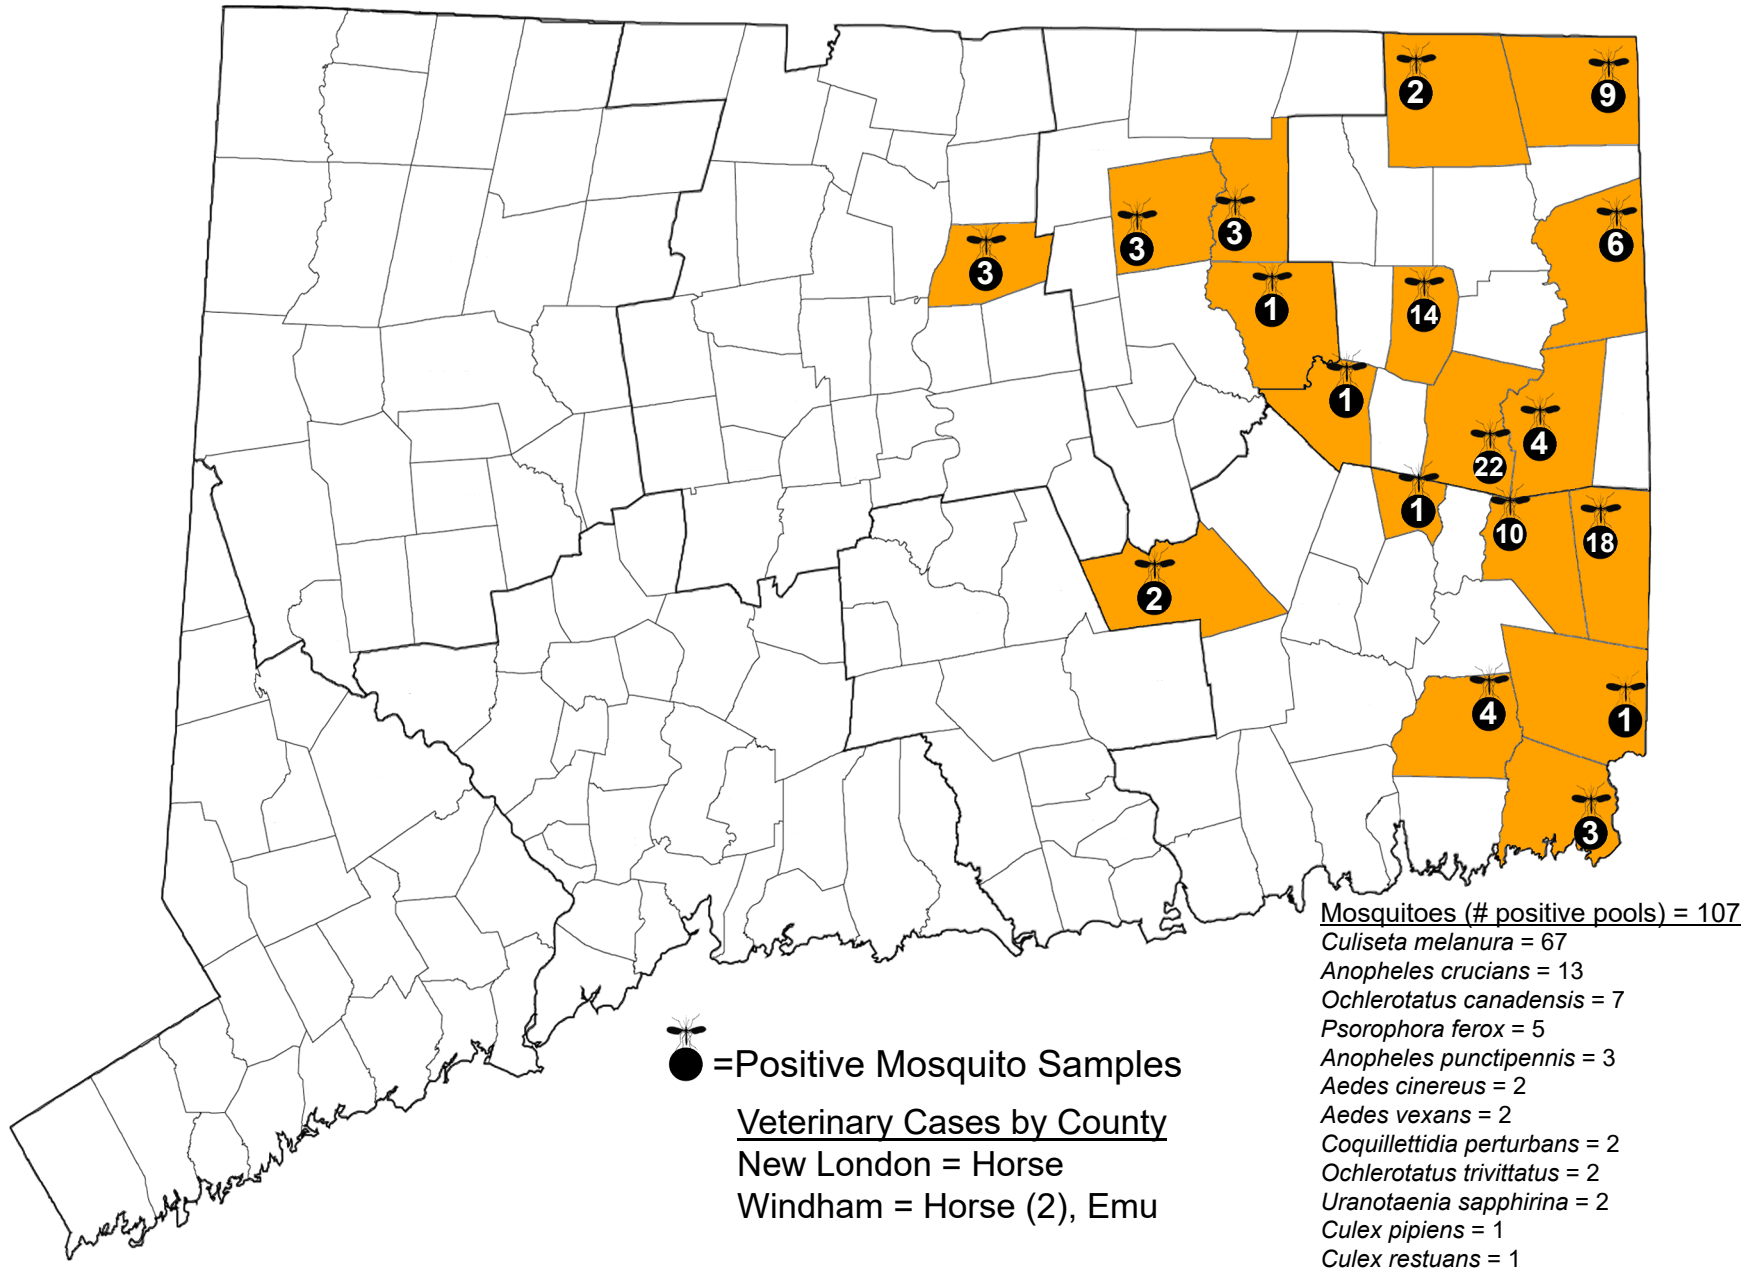 2
9
3
3
6
3
1
14
1
4
22
1
10
18
2
4
1
3
Mosquitoes (# positive pools) = 107
Culiseta melanura = 67
Anopheles crucians = 13
Ochlerotatus canadensis = 7
Psorophora ferox = 5
Anopheles punctipennis = 3
Aedes cinereus = 2
Aedes vexans = 2
Coquillettidia perturbans = 2
Ochlerotatus trivittatus = 2
Uranotaenia sapphirina = 2
Culex pipiens = 1
Culex restuans = 1
=Positive Mosquito Samples
Veterinary Cases by County
New London = Horse
Windham = Horse (2), Emu